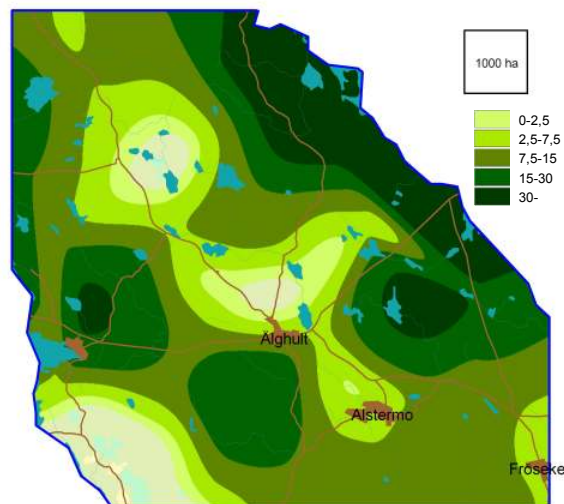 1000 ha
0-2,5
2,5-7,5
7,5-15
15-30
30-
Älghult
Alstermo
Fröseke